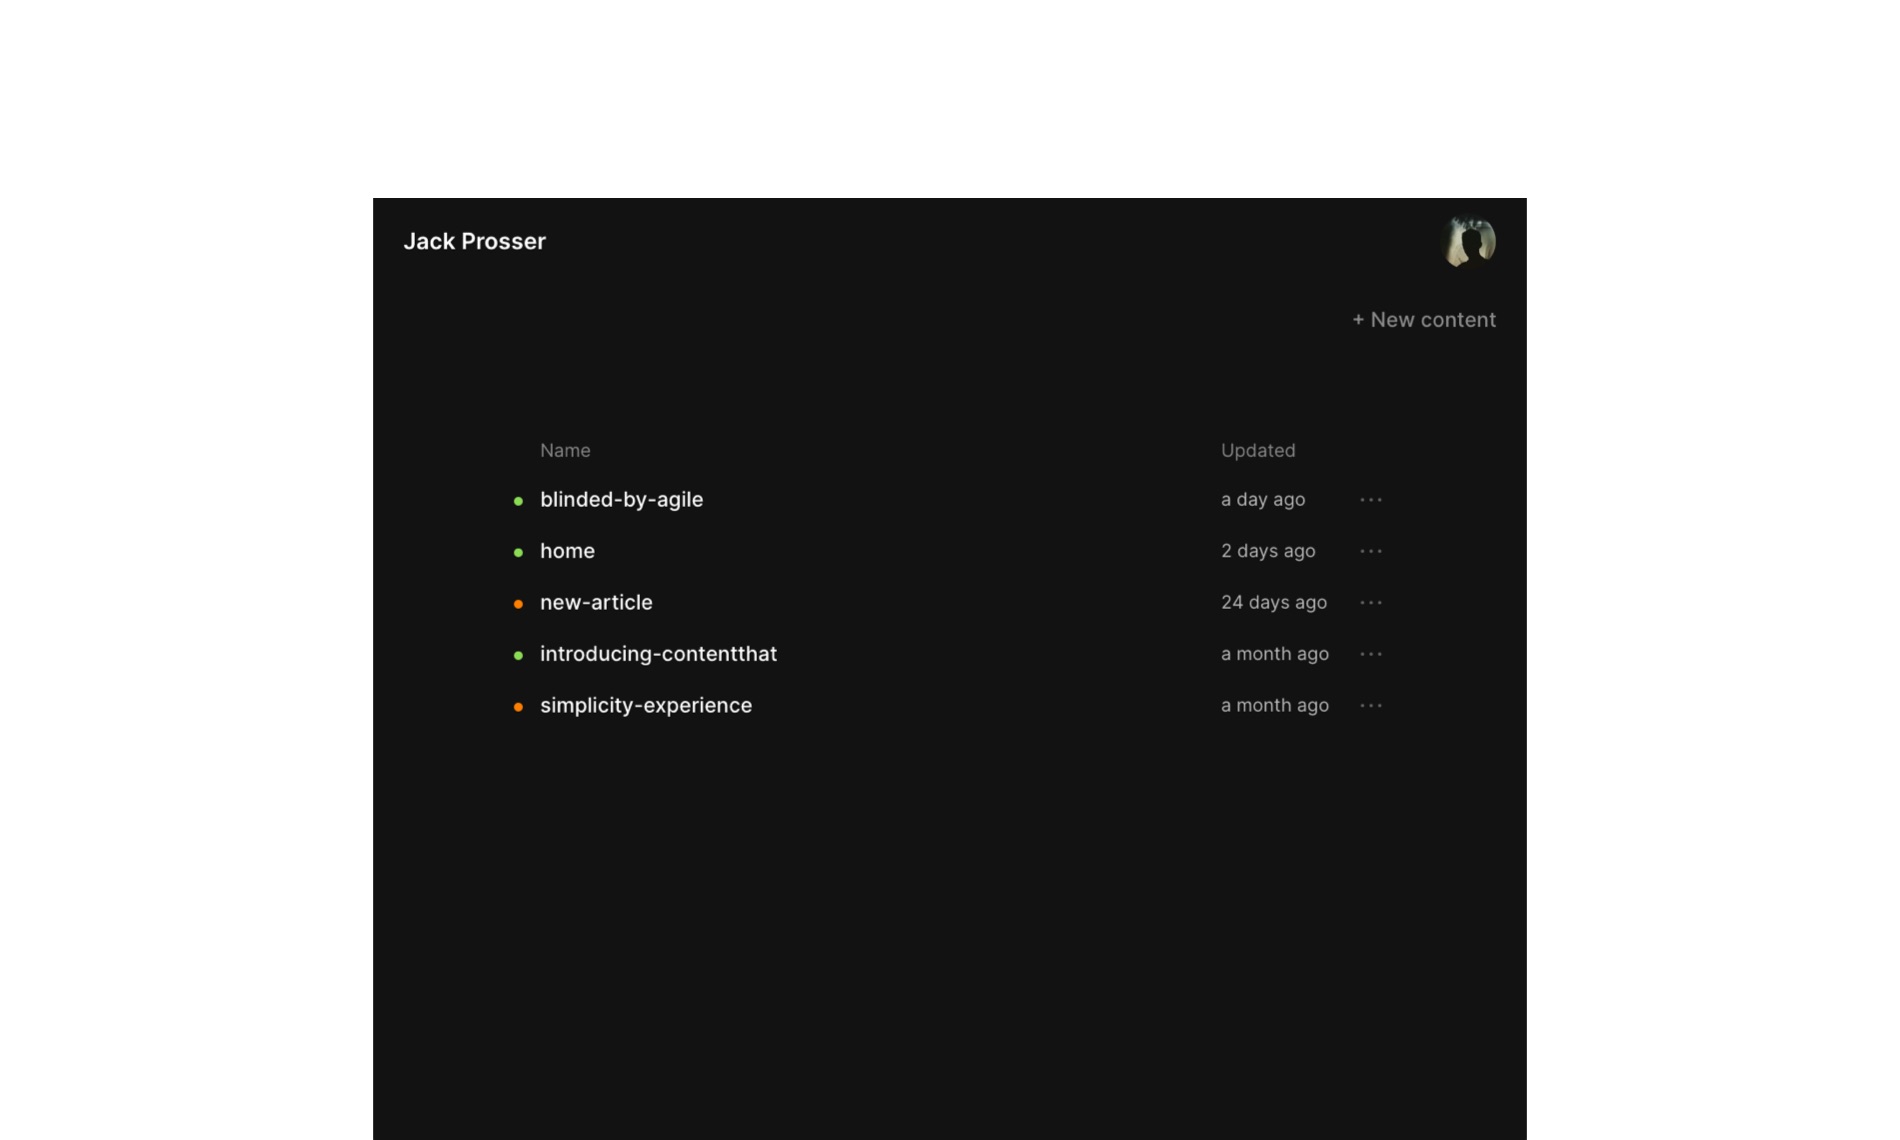 Jack Prosser
+ New content
Name Updated
blinded-by-agile a day ago ...
home 2 days ago ...
new-article 24 days ago ...
introducing-contentthat a month ago ...
simplicity-experience a month ago ...